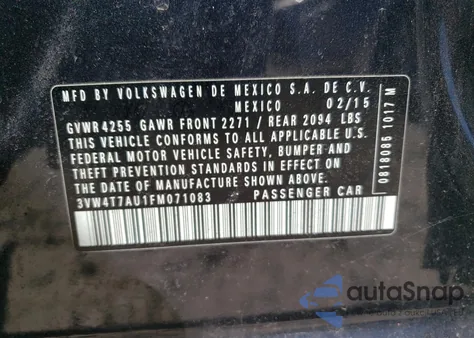 MFD BY VOLKSWAGEN DE MEXICO S.A. DE C.V.
MEXICO 02/15
GVWR 4255 GAWR FRONT 2271 / REAR 2094 LBS
THIS VEHICLE CONFORMS TO ALL APPLICABLE U.S.
FEDERAL MOTOR VEHICLE SAFETY, BUMPER AND
THEFT PREVENTION STANDARDS IN EFFECT ON
THE DATE OF MANUFACTURE SHOWN ABOVE.
3VW4T7AU1FM071083 PASSENGER CAR
0818085 1017 M
autoSnap